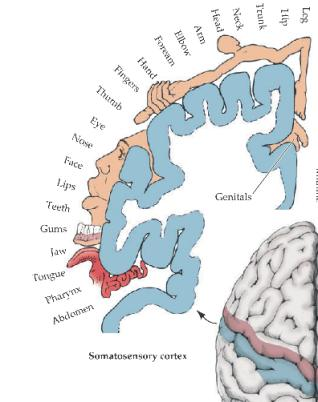 Leg
Hip
Trunk
Neck
Head
Arm
Elbow
Forearm
Hand
Fingers
Thumb
Eye
Nose
Face
Lips
Teeth
Gums
Jaw
Tongue
Pharynx
Abdomen
Genitals
Somatosensory cortex